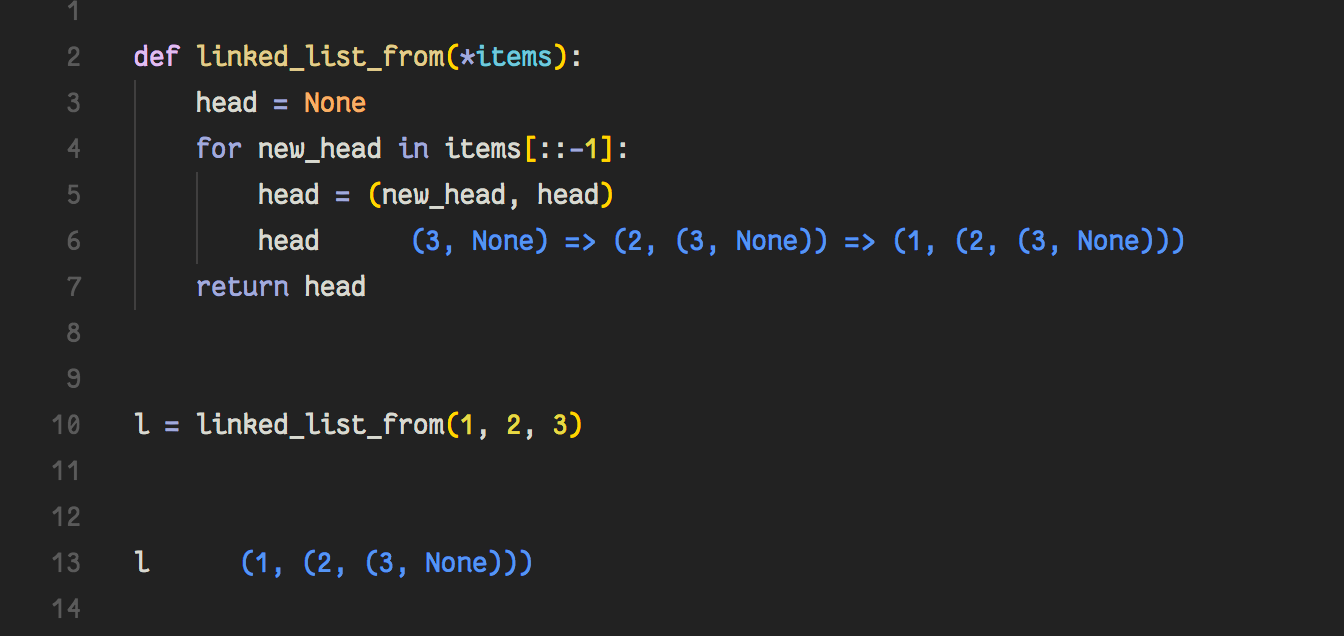 1
2 def linked_list_from(*items):
3     head = None
4     for new_head in items[::-1]:
5         head = (new_head, head)
6         head      (3, None) => (2, (3, None)) => (1, (2, (3, None)))
7     return head
8
9
10 l = linked_list_from(1, 2, 3)
11
12
13 l      (1, (2, (3, None)))
14